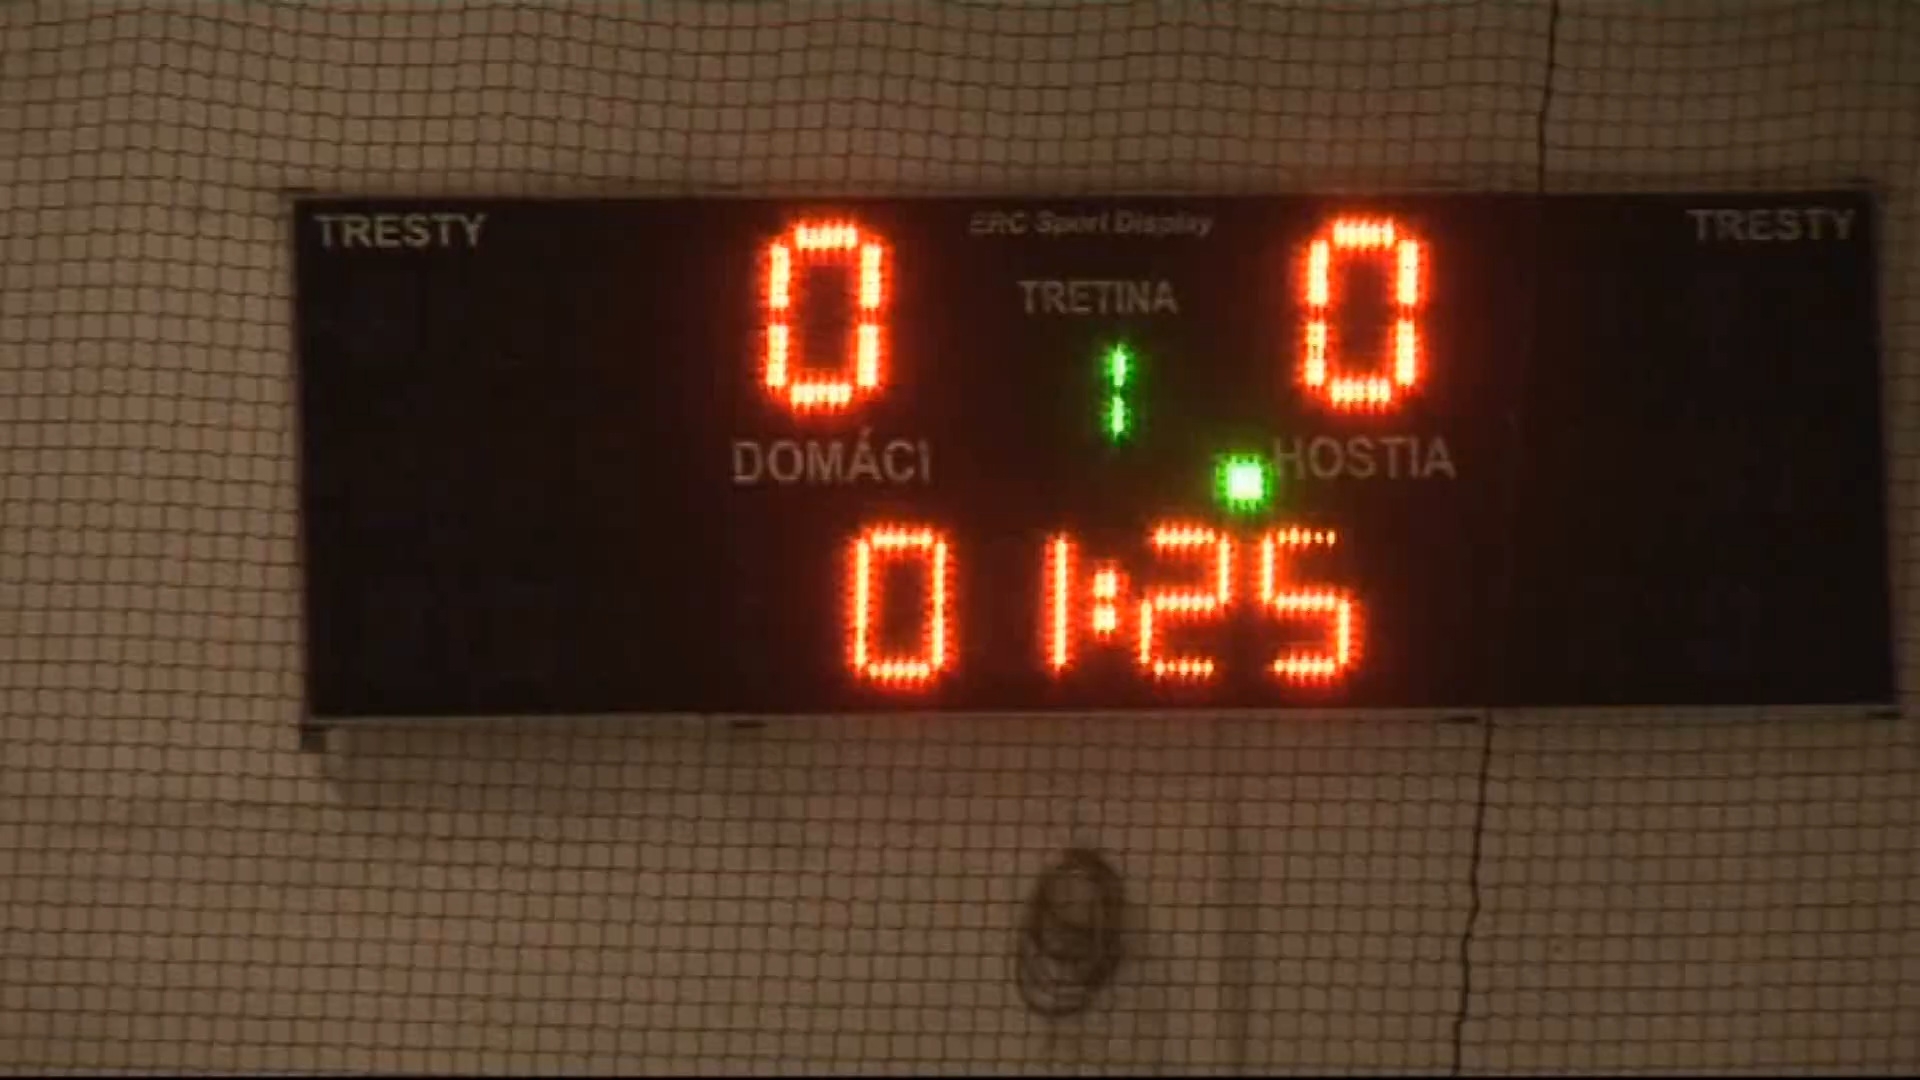 TRESTY 0 ERC Sport Display 0 TRESTY
TRETINA
1
DOMÁCI HOSTIA
01:25